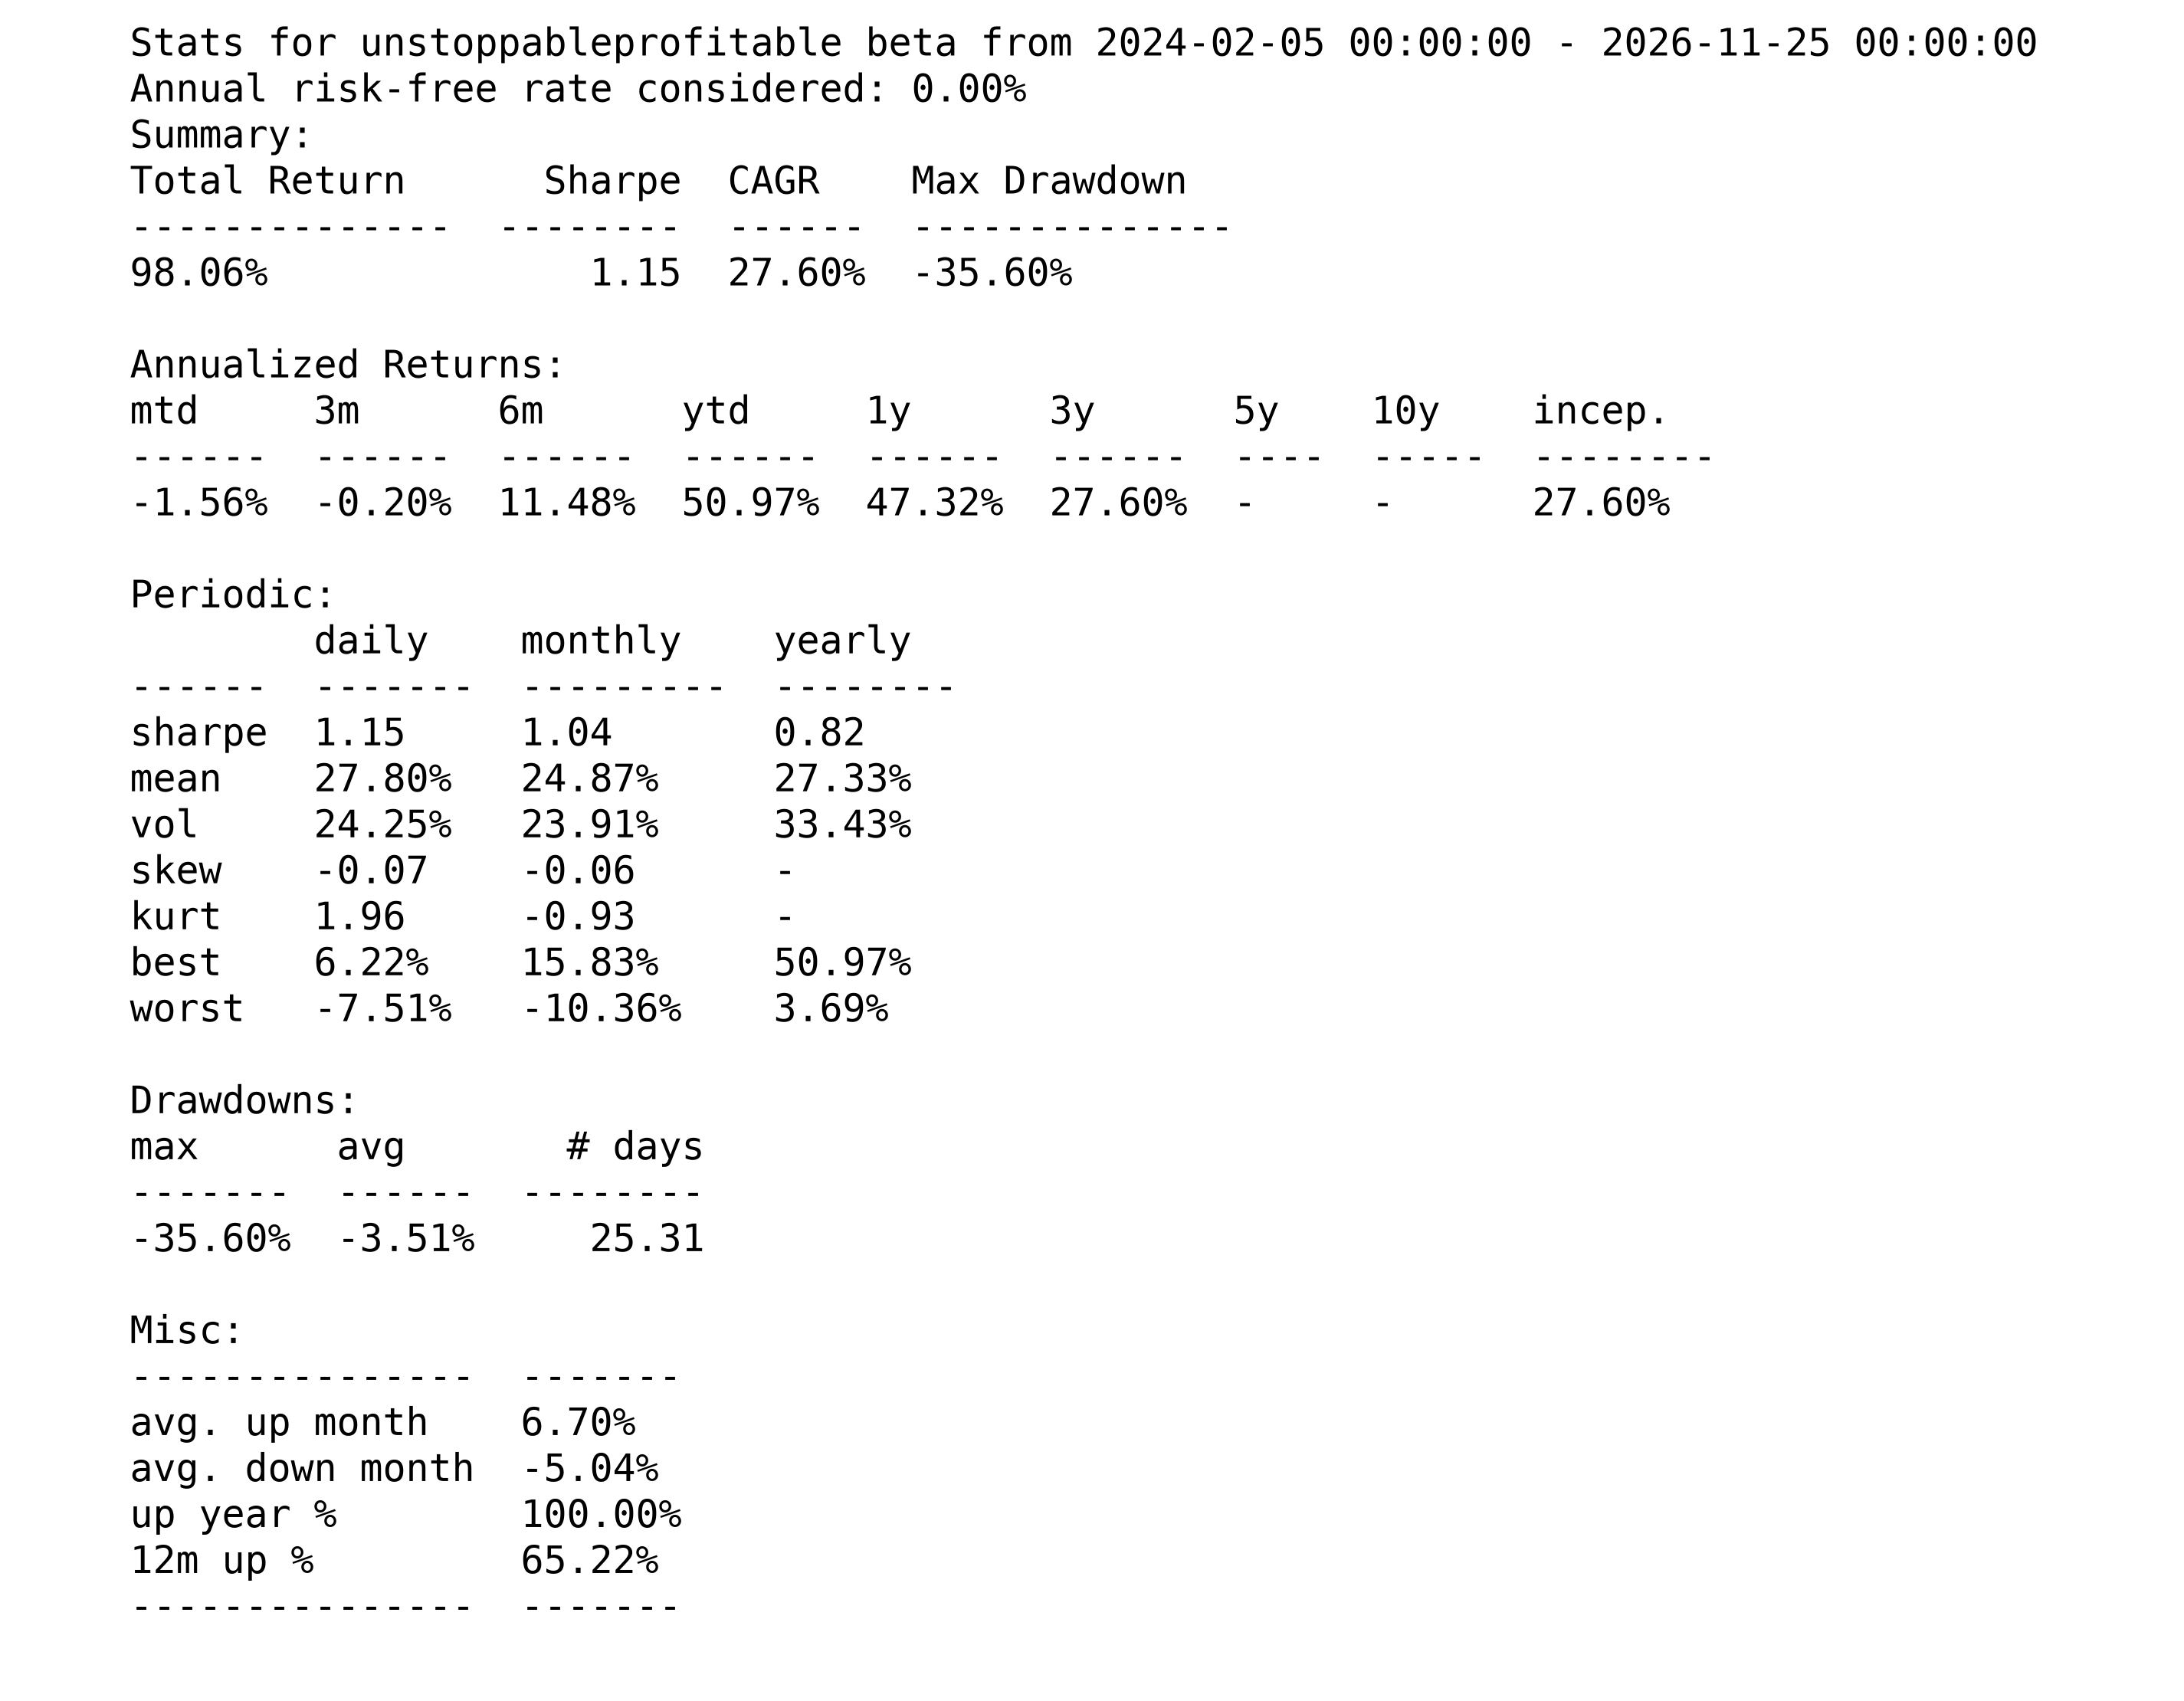 Stats for unstoppableprofitable beta from 2024-02-05 00:00:00 - 2026-11-25 00:00:00
Annual risk-free rate considered: 0.00%
Summary:
Total Return      Sharpe  CAGR    Max Drawdown
--------------  --------  ------  --------------
98.06%              1.15  27.60%  -35.60%

Annualized Returns:
mtd     3m      6m      ytd     1y      3y      5y    10y    incep.
------  ------  ------  ------  ------  ------  ----  -----  --------
-1.56%  -0.20%  11.48%  50.97%  47.32%  27.60%  -     -      27.60%

Periodic:
        daily    monthly    yearly
------  -------  ---------  --------
sharpe  1.15     1.04       0.82
mean    27.80%   24.87%     27.33%
vol     24.25%   23.91%     33.43%
skew    -0.07    -0.06      -
kurt    1.96     -0.93      -
best    6.22%    15.83%     50.97%
worst   -7.51%   -10.36%    3.69%

Drawdowns:
max      avg       # days
-------  ------  --------
-35.60%  -3.51%     25.31

Misc:
---------------  -------
avg. up month    6.70%
avg. down month  -5.04%
up year %        100.00%
12m up %         65.22%
---------------  -------